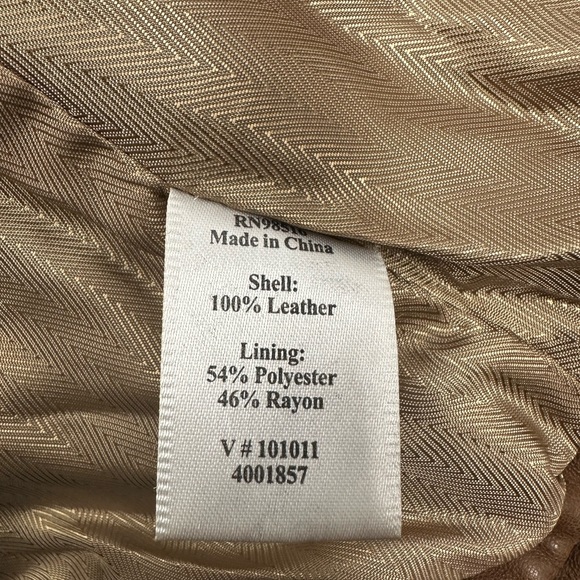 Made in China
Shell:
100% Leather
Lining:
54% Polyester
46% Rayon
V # 101011
4001857